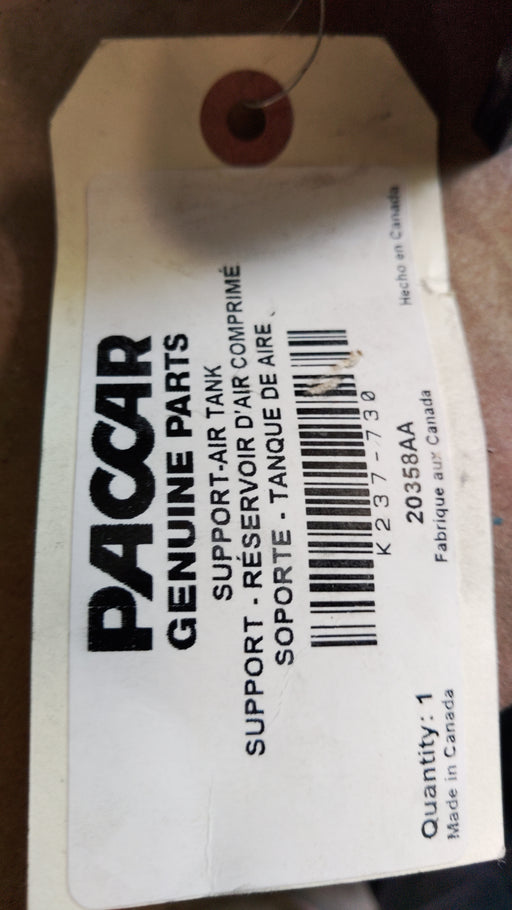 PACCAR
GENUINE PARTS
SUPPORT-AIR TANK
SUPPORT - RÉSERVOIR D'AIR COMPRIMÉ
SOPORTE - TANQUE DE AIRE
K237-730
20358AA
Quantity: 1
Made in Canada
Fabrique aux Canada
Hecho en Canada